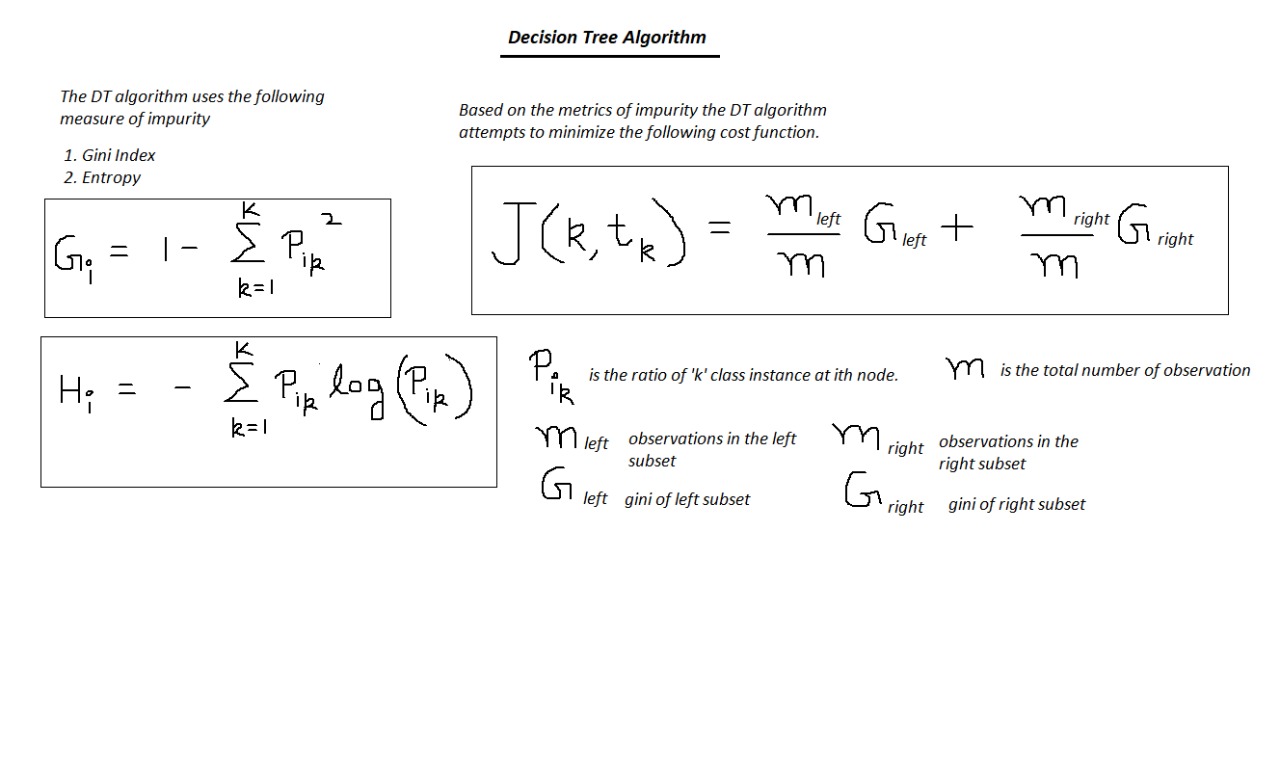 Decision Tree Algorithm
The DT algorithm uses the following
measure of impurity
1. Gini Index
2. Entropy
G_i = 1 - \sum_{k=1}^{K} P_{ik}^2
H_i = - \sum_{k=1}^{K} P_{ik} log(P_{ik})
Based on the metrics of impurity the DT algorithm
attempts to minimize the following cost function.
J(k, t_k) = \frac{m_{left}}{m} G_{left} + \frac{m_{right}}{m} G_{right}
P_{ik} is the ratio of 'k' class instance at ith node.
m is the total number of observation
m_{left} observations in the left
subset
m_{right} observations in the
right subset
G_{left} gini of left subset
G_{right} gini of right subset